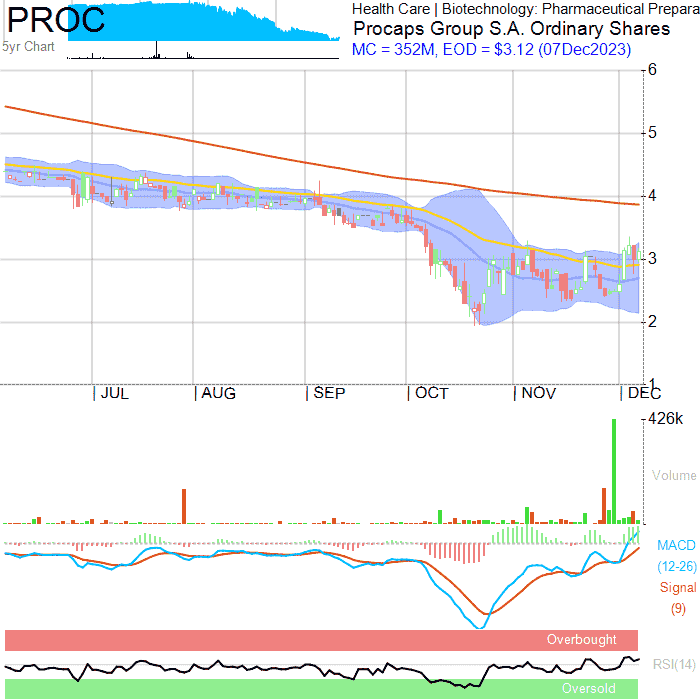 PROC
5yr Chart
Health Care | Biotechnology: Pharmaceutical Prepara
Procaps Group S.A. Ordinary Shares
MC = 352M, EOD = $3.12 (07Dec2023)
6
5
4
3
2
1
JUL AUG SEP OCT NOV DEC
426k
Volume
MACD
(12-26)
Signal
(9)
Overbought
RSI(14)
Oversold